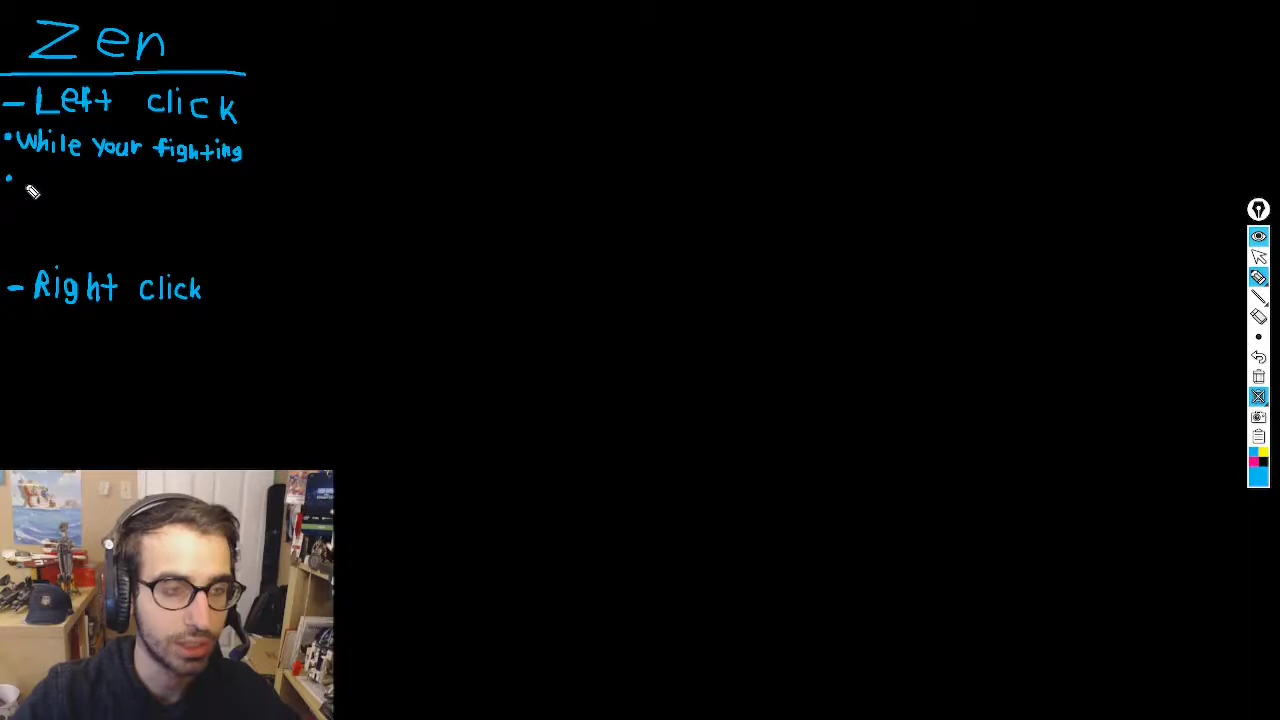 Zen
- Left click
• While your fighting
•
- Right click